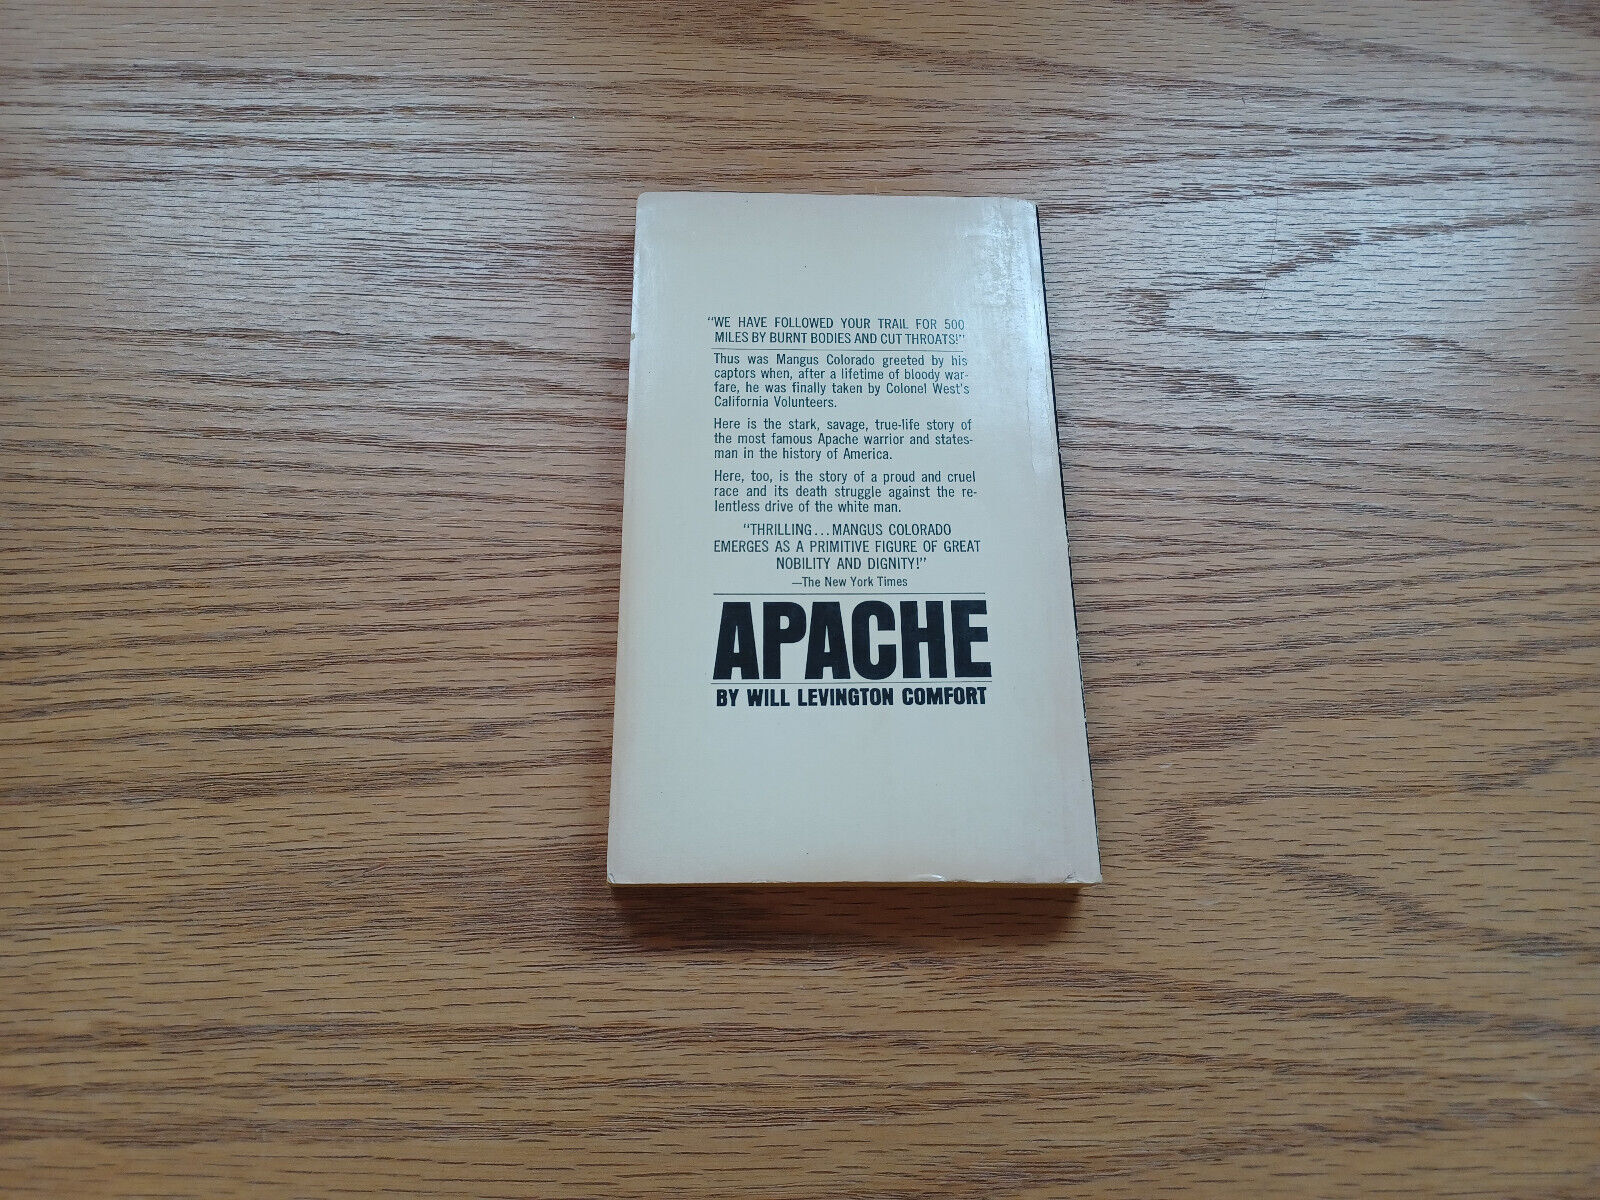 "WE HAVE FOLLOWED YOUR TRAIL FOR 500
MILES BY BURNT BODIES AND CUT THROATS!"
Thus was Mangus Colorado greeted by his
captors when, after a lifetime of bloody war-
fare, he was finally taken by Colonel West's
California Volunteers.
Here is the stark, savage, true-life story of
the most famous Apache warrior and states-
man in the history of America.
Here, too, is the story of a proud and cruel
race and its death struggle against the re-
lentless drive of the white man.
"THRILLING...MANGUS COLORADO
EMERGES AS A PRIMITIVE FIGURE OF GREAT
NOBILITY AND DIGNITY!"
—The New York Times
APACHE
BY WILL LEVINGTON COMFORT